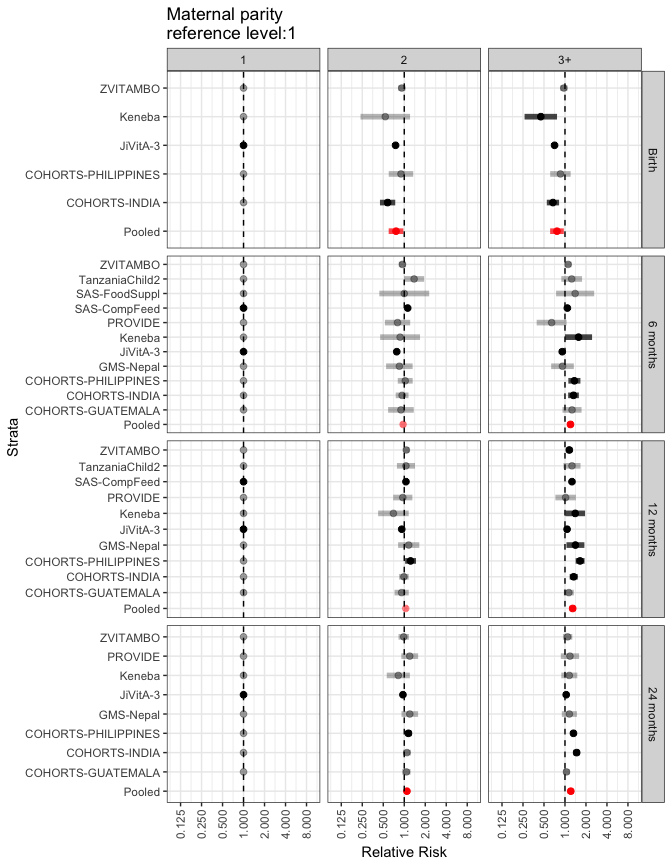 Maternal parity
reference level:1
1
2
3+
ZVITAMBO
Keneba
JiVitA-3
COHORTS-PHILIPPINES
COHORTS-INDIA
Pooled
Birth
ZVITAMBO
TanzaniaChild2
SAS-FoodSuppl
SAS-CompFeed
PROVIDE
Keneba
JiVitA-3
GMS-Nepal
COHORTS-PHILIPPINES
COHORTS-INDIA
COHORTS-GUATEMALA
Pooled
6 months
Strata
ZVITAMBO
TanzaniaChild2
SAS-CompFeed
PROVIDE
Keneba
JiVitA-3
GMS-Nepal
COHORTS-PHILIPPINES
COHORTS-INDIA
COHORTS-GUATEMALA
Pooled
12 months
ZVITAMBO
PROVIDE
Keneba
JiVitA-3
GMS-Nepal
COHORTS-PHILIPPINES
COHORTS-INDIA
COHORTS-GUATEMALA
Pooled
24 months
0.125 0.250 0.500 1.000 2.000 4.000 8.000
0.125 0.250 0.500 1.000 2.000 4.000 8.000
0.125 0.250 0.500 1.000 2.000 4.000 8.000
Relative Risk